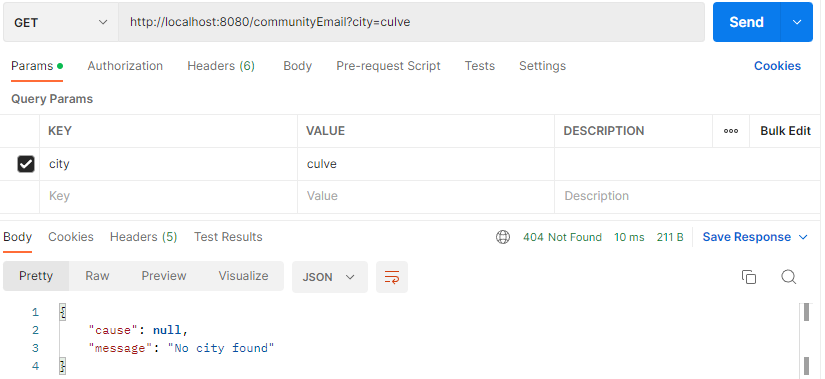 GET http://localhost:8080/communityEmail?city=culve Send
Params Authorization Headers (6) Body Pre-request Script Tests Settings Cookies
Query Params
KEY VALUE DESCRIPTION ooo Bulk Edit
city culve
Key Value Description
Body Cookies Headers (5) Test Results 404 Not Found 10 ms 211 B Save Response
Pretty Raw Preview Visualize JSON
1 {
2 "cause": null,
3 "message": "No city found"
4 }